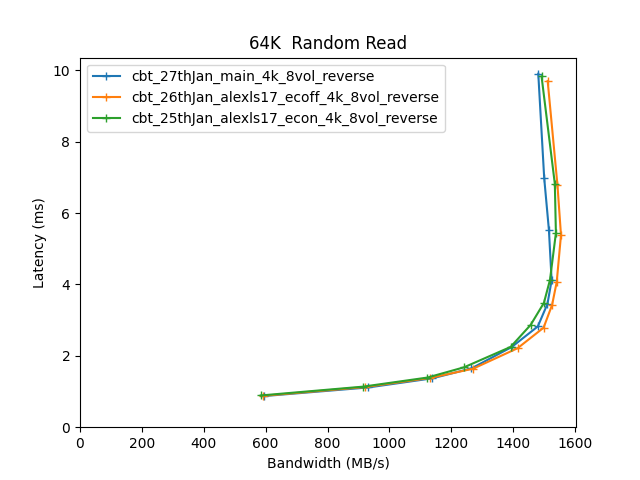 64K  Random Read
cbt_27thJan_main_4k_8vol_reverse
cbt_26thJan_alexls17_ecoff_4k_8vol_reverse
cbt_25thJan_alexls17_econ_4k_8vol_reverse
Latency (ms)
10
8
6
4
2
0
0 200 400 600 800 1000 1200 1400 1600
Bandwidth (MB/s)